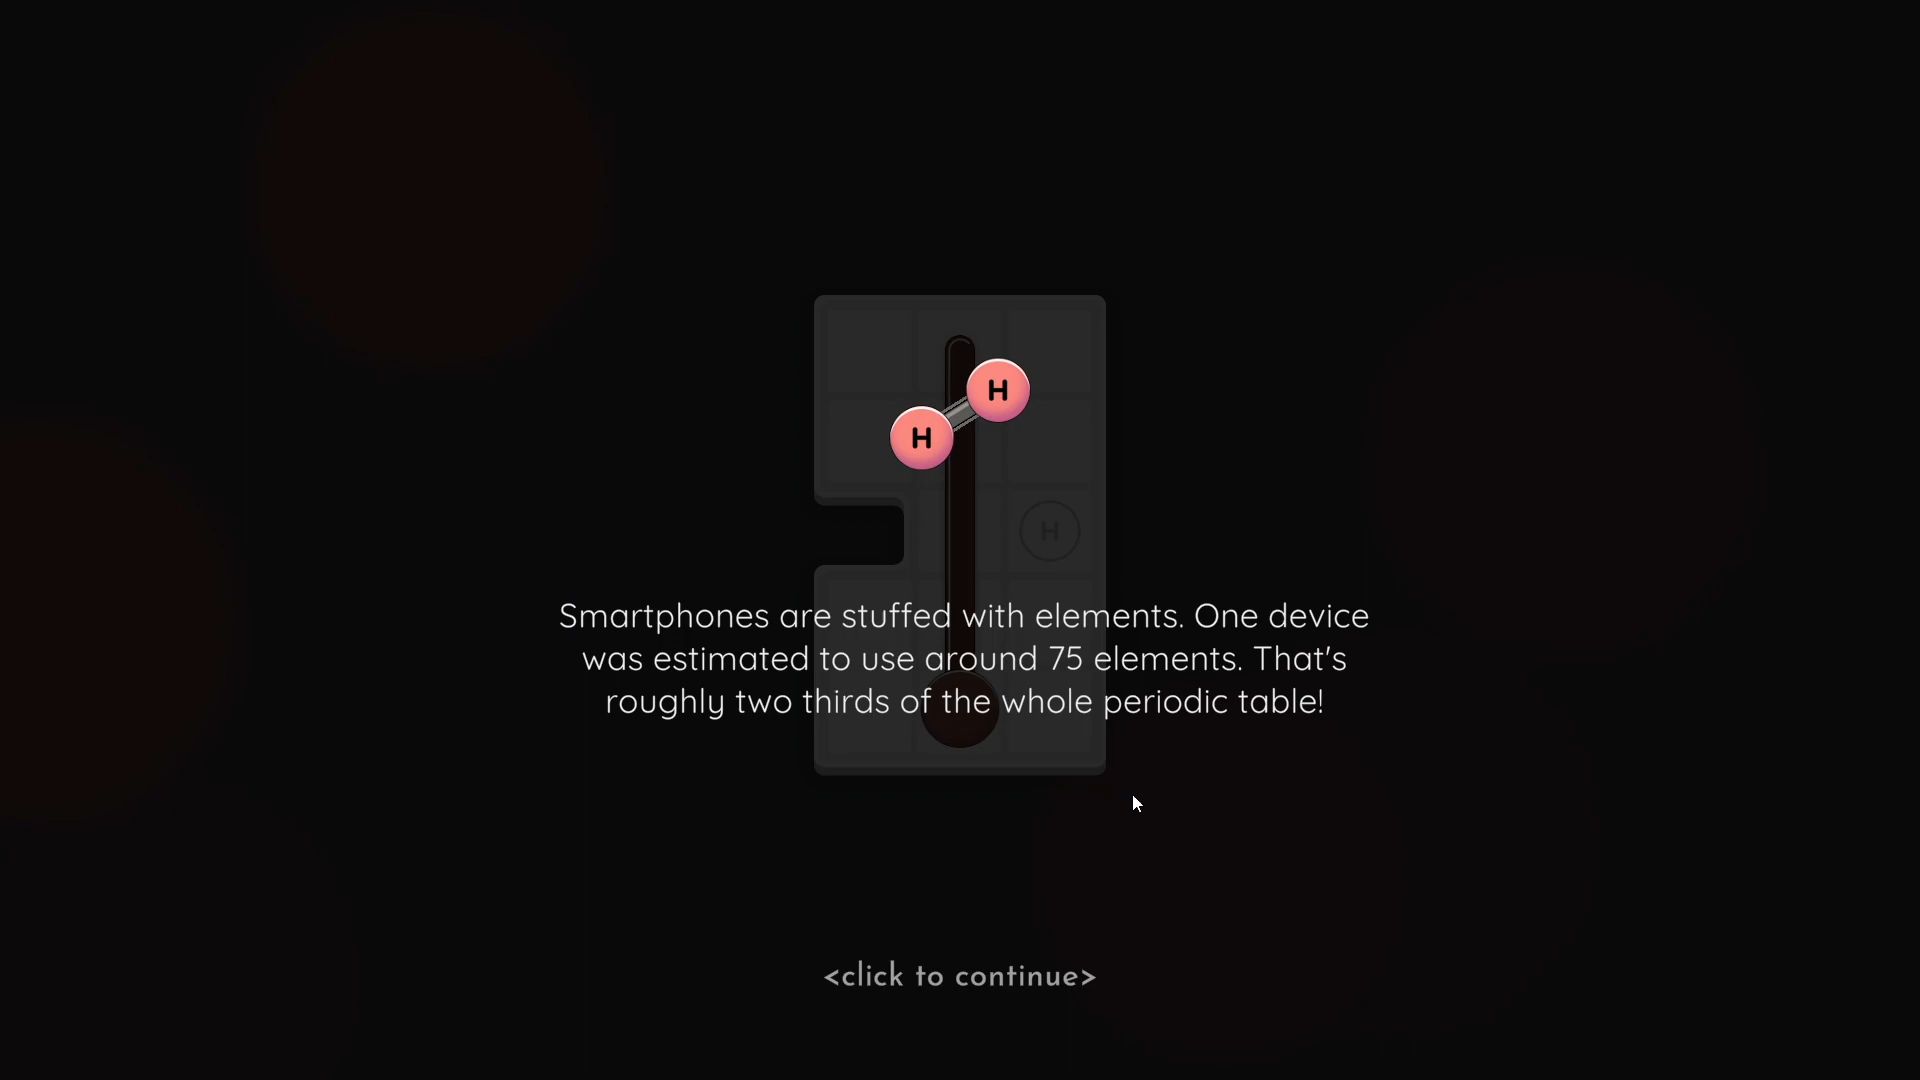 H
H
H
Smartphones are stuffed with elements. One device
was estimated to use around 75 elements. That's
roughly two thirds of the whole periodic table!
<click to continue>